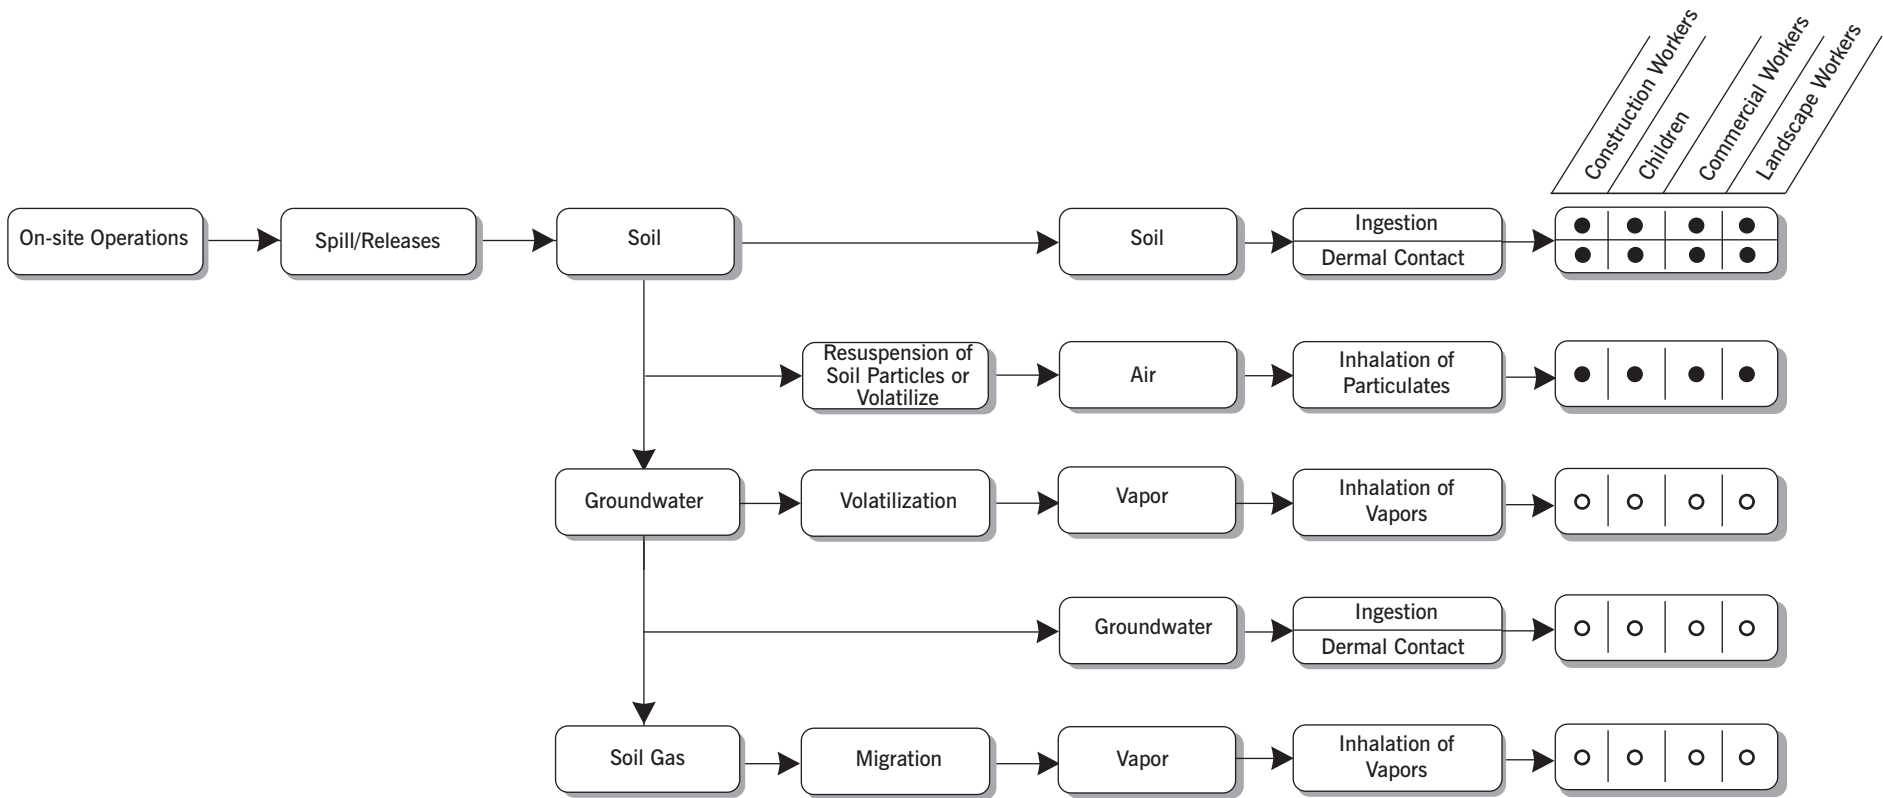 Construction Workers
Children
Commercial Workers
Landscape Workers
On-site Operations
Spill/Releases
Soil
Soil
Ingestion
Dermal Contact
Resuspension of
Soil Particles or
Volatilize
Air
Inhalation of
Particulates
Groundwater
Volatilization
Vapor
Inhalation of
Vapors
Groundwater
Ingestion
Dermal Contact
Soil Gas
Migration
Vapor
Inhalation of
Vapors